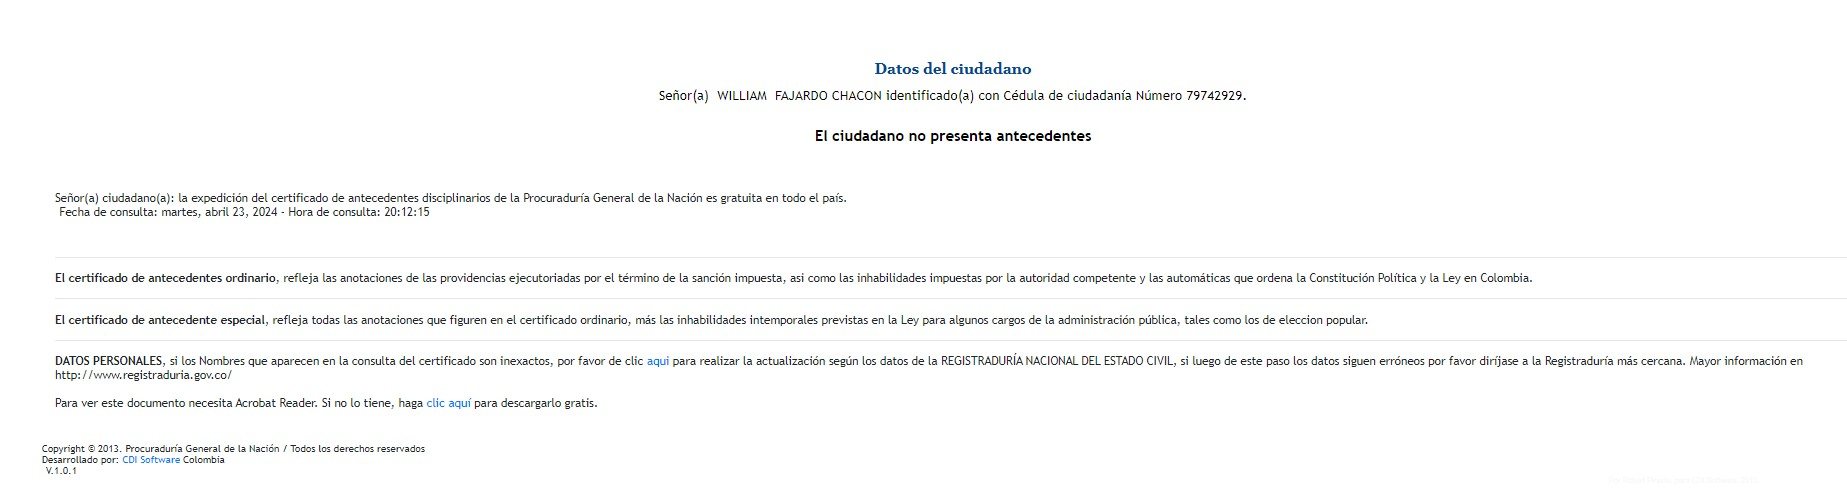 Datos del ciudadano
Señor(a) WILLIAM FAJARDO CHACON identificado(a) con Cédula de ciudadanía Número 79742929.
El ciudadano no presenta antecedentes
Señor(a) ciudadano(a): la expedición del certificado de antecedentes disciplinarios de la Procuraduría General de la Nación es gratuita en todo el país.
Fecha de consulta: martes, abril 23, 2024 - Hora de consulta: 20:12:15
El certificado de antecedentes ordinario, refleja las anotaciones de las providencias ejecutoriadas por el término de la sanción impuesta, asi como las inhabilidades impuestas por la autoridad competente y las automáticas que ordena la Constitución Política y la Ley en Colombia.
El certificado de antecedente especial, refleja todas las anotaciones que figuren en el certificado ordinario, más las inhabilidades intemporales previstas en la Ley para algunos cargos de la administración pública, tales como los de eleccion popular.
DATOS PERSONALES, si los Nombres que aparecen en la consulta del certificado son inexactos, por favor de clic aqui para realizar la actualización según los datos de la REGISTRADURÍA NACIONAL DEL ESTADO CIVIL, si luego de este paso los datos siguen erróneos por favor diríjase a la Registraduría más cercana. Mayor información en
http://www.registraduria.gov.co/
Para ver este documento necesita Acrobat Reader. Si no lo tiene, haga clic aquí para descargarlo gratis.
Copyright © 2013. Procuraduría General de la Nación / Todos los derechos reservados
Desarrollado por: CDI Software Colombia
V.1.0.1